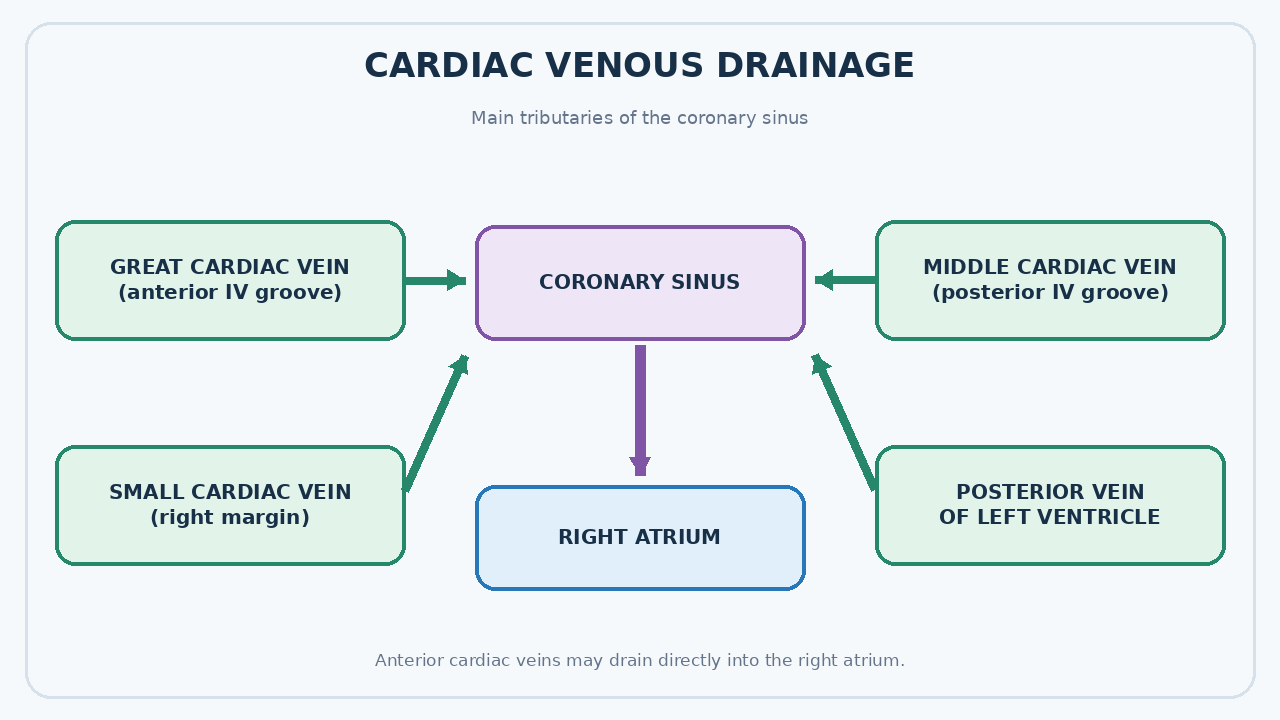 CARDIAC VENOUS DRAINAGE
Main tributaries of the coronary sinus
GREAT CARDIAC VEIN
(anterior IV groove)
CORONARY SINUS
MIDDLE CARDIAC VEIN
(posterior IV groove)
SMALL CARDIAC VEIN
(right margin)
RIGHT ATRIUM
POSTERIOR VEIN
OF LEFT VENTRICLE
Anterior cardiac veins may drain directly into the right atrium.